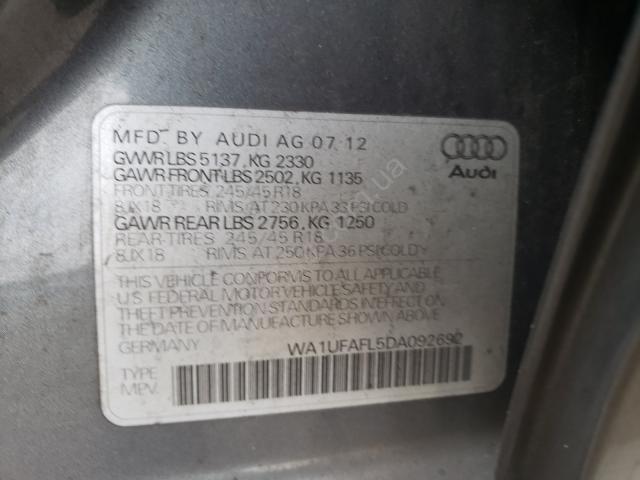 MFD. BY AUDI AG 07.12
GVWR LBS 5137, KG 2330
GAWR FRONT-LBS 2502, KG 1135
FRONT-TIRES 245/45 R18
8JX18 RIMS AT 230 KPA 33 PSI COLD
GAWR REAR LBS 2756, KG 1250
REAR-TIRES 245/45 R18
8JX18 RIMS AT 250 KPA 36 PSI COLD
Audi
THIS VEHICLE CONFORMS TO ALL APPLICABLE
U.S FEDERAL MOTOR VEHICLE SAFETY AND
THEFT PREVENTION STANDARDS IN EFFECT ON
THE DATE OF MANUFACTURE SHOWN ABOVE
GERMANY WA1UFAFL5DA092692
TYPE
MPV